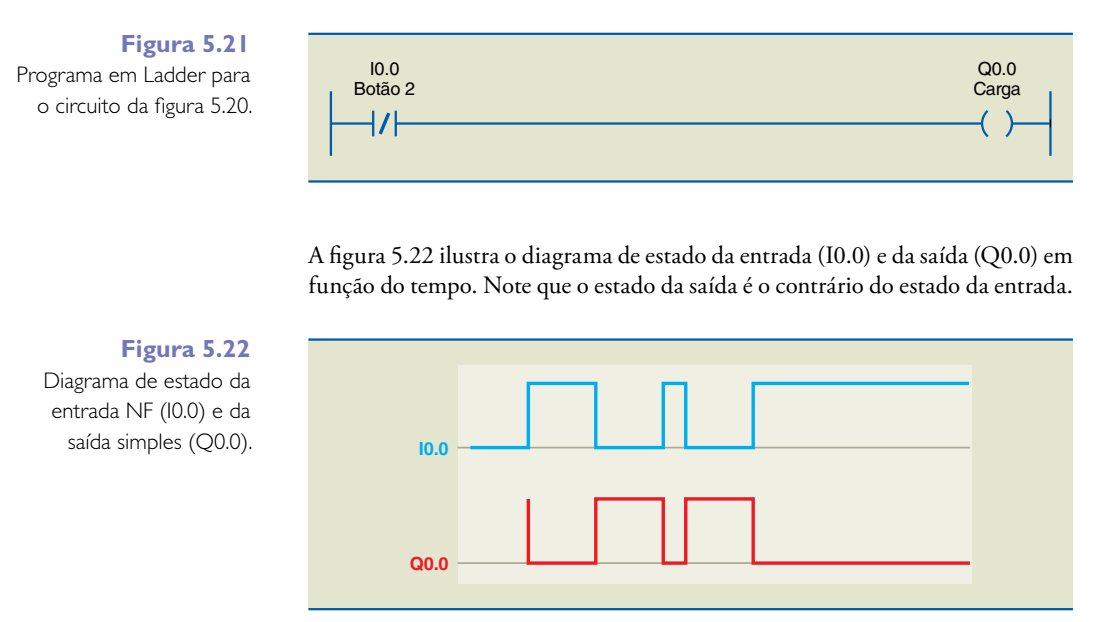 Figura 5.21
Programa em Ladder para
o circuito da figura 5.20.
I0.0
Botão 2
Q0.0
Carga
A figura 5.22 ilustra o diagrama de estado da entrada (I0.0) e da saída (Q0.0) em
função do tempo. Note que o estado da saída é o contrário do estado da entrada.
Figura 5.22
Diagrama de estado da
entrada NF (I0.0) e da
saída simples (Q0.0).
I0.0
Q0.0